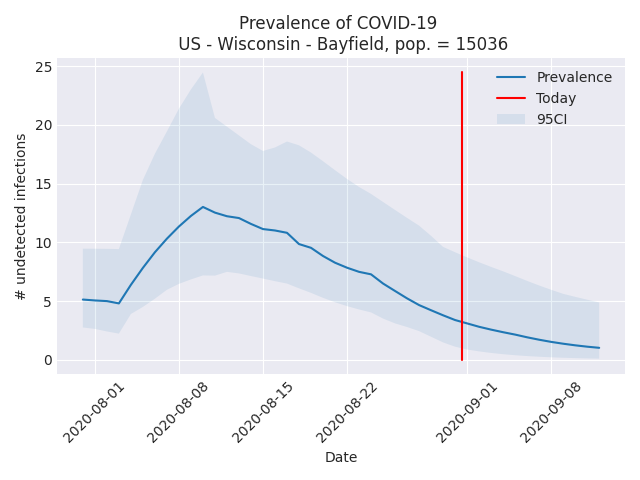 Prevalence of COVID-19
US - Wisconsin - Bayfield, pop. = 15036
25
20
15
10
5
0
# undetected infections
Prevalence
Today
95CI
2020-08-01
2020-08-08
2020-08-15
2020-08-22
2020-09-01
2020-09-08
Date